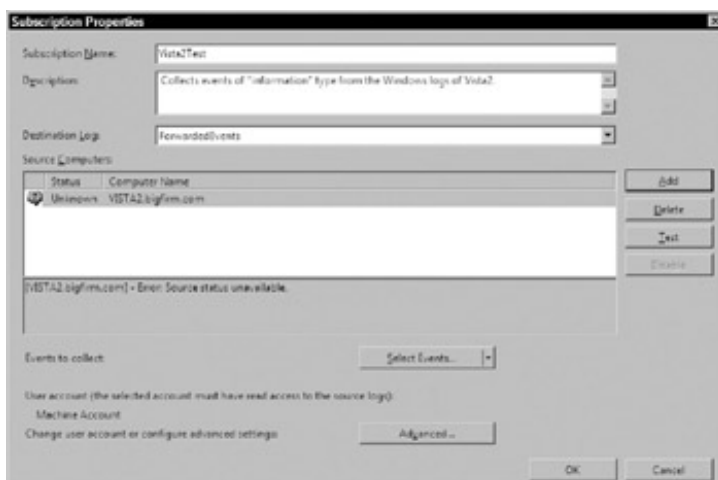 Subscription Properties
Subscription Name:
Vista2Test
Description:
Collects events of "information" type from the Windows logs of Vista2.
Destination Log:
ForwardedEvents
Source Computers:
Status Computer Name
Unknown VISTA2.bigfirm.com
Add
Delete
Test
Disable
[VISTA2.bigfirm.com] - Error: Source status unavailable.
Events to collect:
Select Events...
User account (the selected account must have read access to the source logs):
Machine Account
Change user account or configure advanced settings:
Advanced...
OK
Cancel